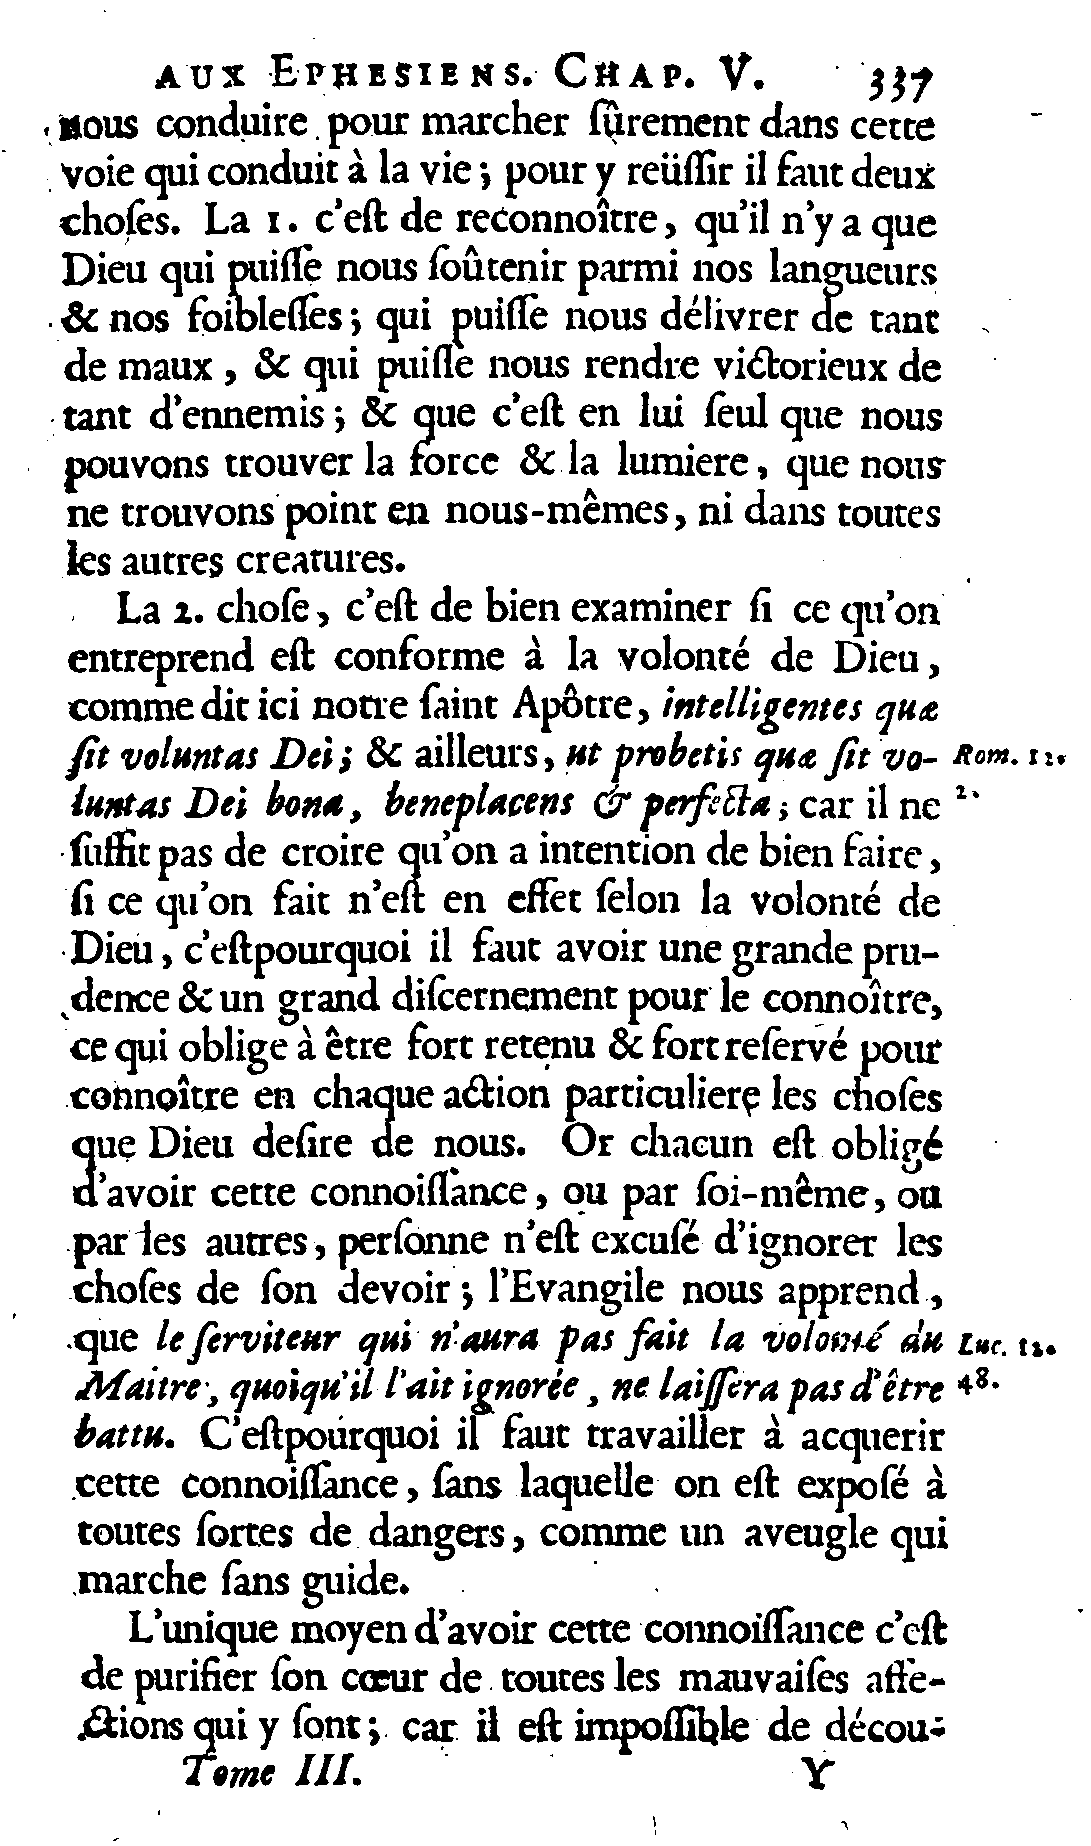 AUX EPHESIENS. CHAP. V. 337
nous conduire pour marcher ſûrement dans cette
voie qui conduit à la vie ; pour y reüſſir il faut deux
choſes. La 1. c'eſt de reconnoître, qu'il n'y a que
Dieu qui puiſſe nous ſoûtenir parmi nos langueurs
& nos foibleſſes ; qui puiſſe nous délivrer de tant
de maux, & qui puiſſe nous rendre victorieux de
tant d'ennemis ; & que c'eſt en lui ſeul que nous
pouvons trouver la force & la lumiere, que nous
ne trouvons point en nous-mêmes, ni dans toutes
les autres creatures.
La 2. choſe, c'eſt de bien examiner ſi ce qu'on
entreprend eſt conforme à la volonté de Dieu,
comme dit ici notre ſaint Apôtre, intelligentes quæ
ſit voluntas Dei ; & ailleurs, ut probetis quæ ſit vo- Rom. 12.
luntas Dei bona, beneplacens & perfecta ; car il ne 2.
ſuffit pas de croire qu'on a intention de bien faire,
ſi ce qu'on fait n'eſt en effet ſelon la volonté de
Dieu, c'eſtpourquoi il faut avoir une grande pru-
dence & un grand diſcernement pour le connoître,
ce qui oblige à être fort retenu & fort reſervé pour
connoître en chaque action particuliere les choſes
que Dieu deſire de nous. Or chacun eſt obligé
d'avoir cette connoiſſance, ou par ſoi-même, ou
par les autres, perſonne n'eſt excuſé d'ignorer les
choſes de ſon devoir ; l'Evangile nous apprend,
que le ſerviteur qui n'aura pas fait la volonté du Luc. 12.
Maitre, quoiqu'il l'ait ignorée, ne laiſſera pas d'être 48.
battu. C'eſtpourquoi il faut travailler à acquerir
cette connoiſſance, ſans laquelle on eſt expoſé à
toutes ſortes de dangers, comme un aveugle qui
marche ſans guide.
L'unique moyen d'avoir cette connoiſſance c'eſt
de purifier ſon cœur de toutes les mauvaiſes affe-
ctions qui y ſont ; car il eſt impoſſible de décou-
Tome III. Y